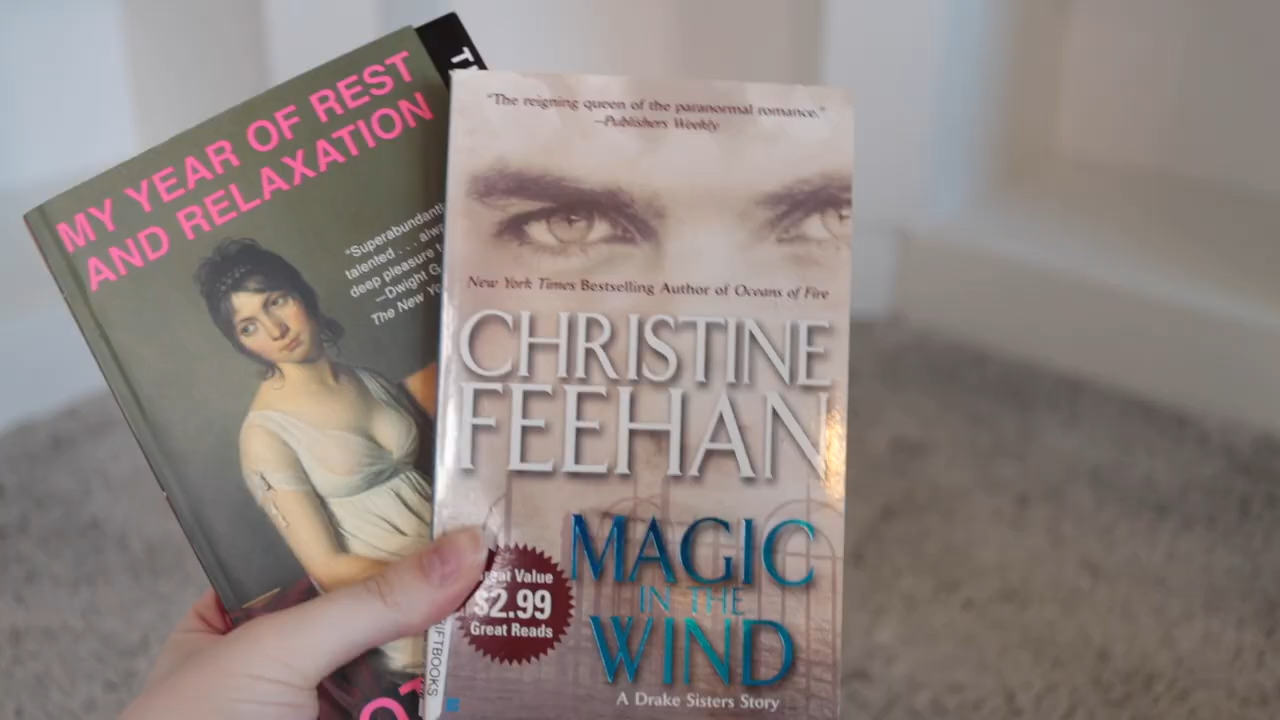 MY YEAR OF REST
AND RELAXATION
"Superabundantly
talented . . .
deep pleasure
—Dwight G
The New
"The reigning queen of the paranormal romance."
—Publishers Weekly
New York Times Bestselling Author of Oceans of Fire
CHRISTINE
FEEHAN
MAGIC
IN THE
WIND
A Drake Sisters Story
Great Value
$2.99
Great Reads